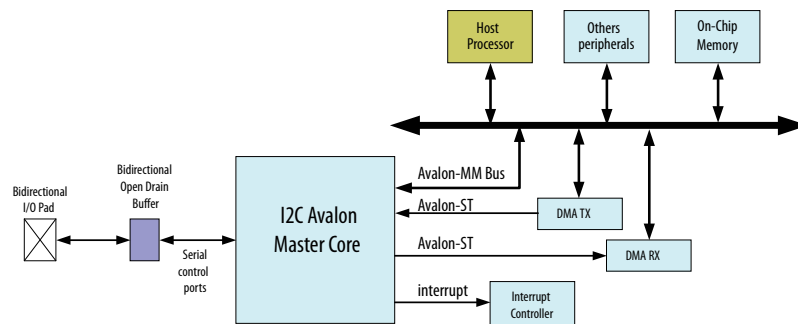 Host
Processor
Others
peripherals
On-Chip
Memory
Bidirectional
I/O Pad
Bidirectional
Open Drain
Buffer
Serial
control
ports
I2C Avalon
Master Core
Avalon-MM Bus
Avalon-ST
DMA TX
Avalon-ST
DMA RX
interrupt
Interrupt
Controller